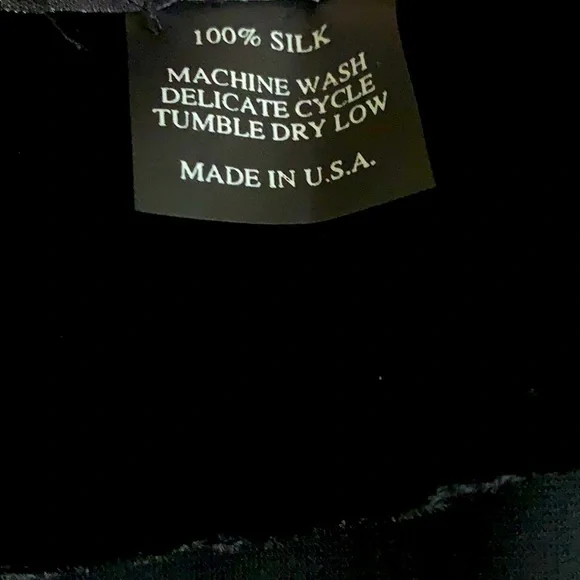 100% SILK
MACHINE WASH
DELICATE CYCLE
TUMBLE DRY LOW
MADE IN U.S.A.